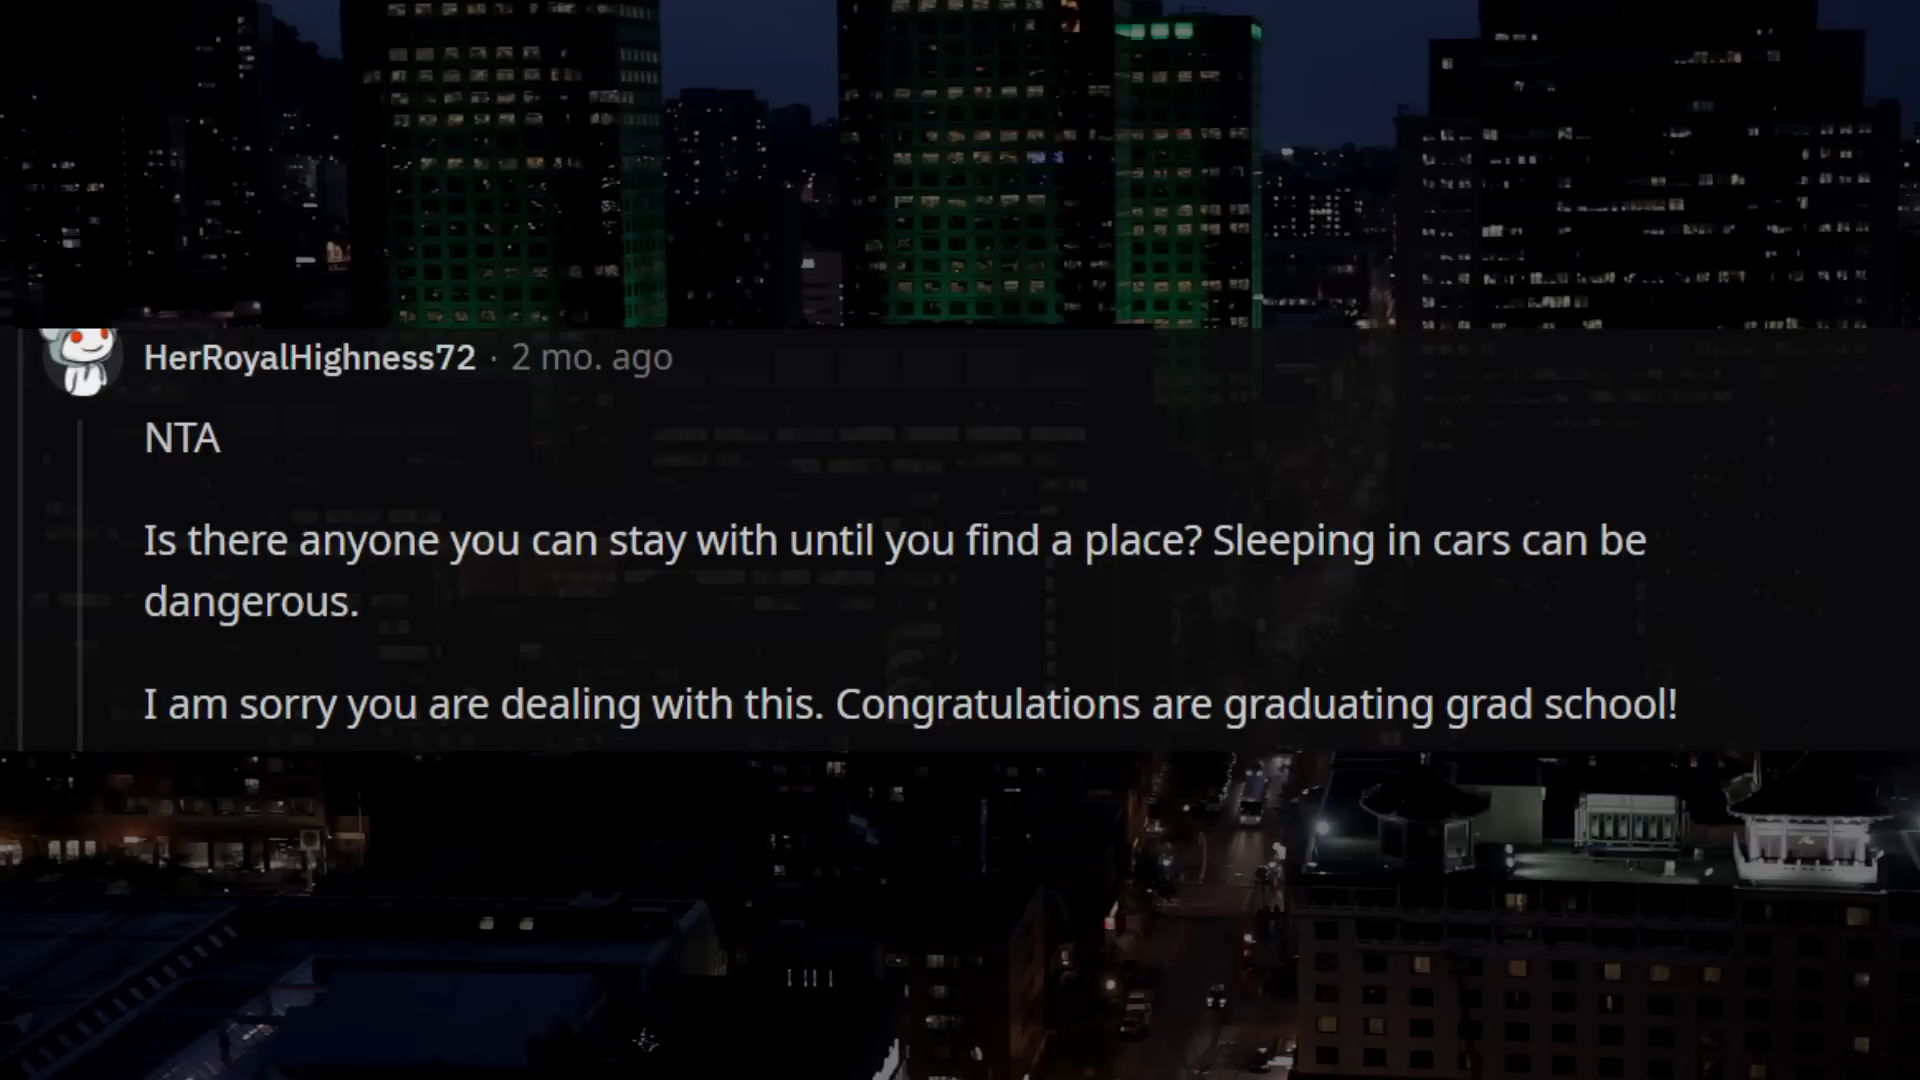 HerRoyalHighness72 · 2 mo. ago
NTA
Is there anyone you can stay with until you find a place? Sleeping in cars can be
dangerous.
I am sorry you are dealing with this. Congratulations are graduating grad school!